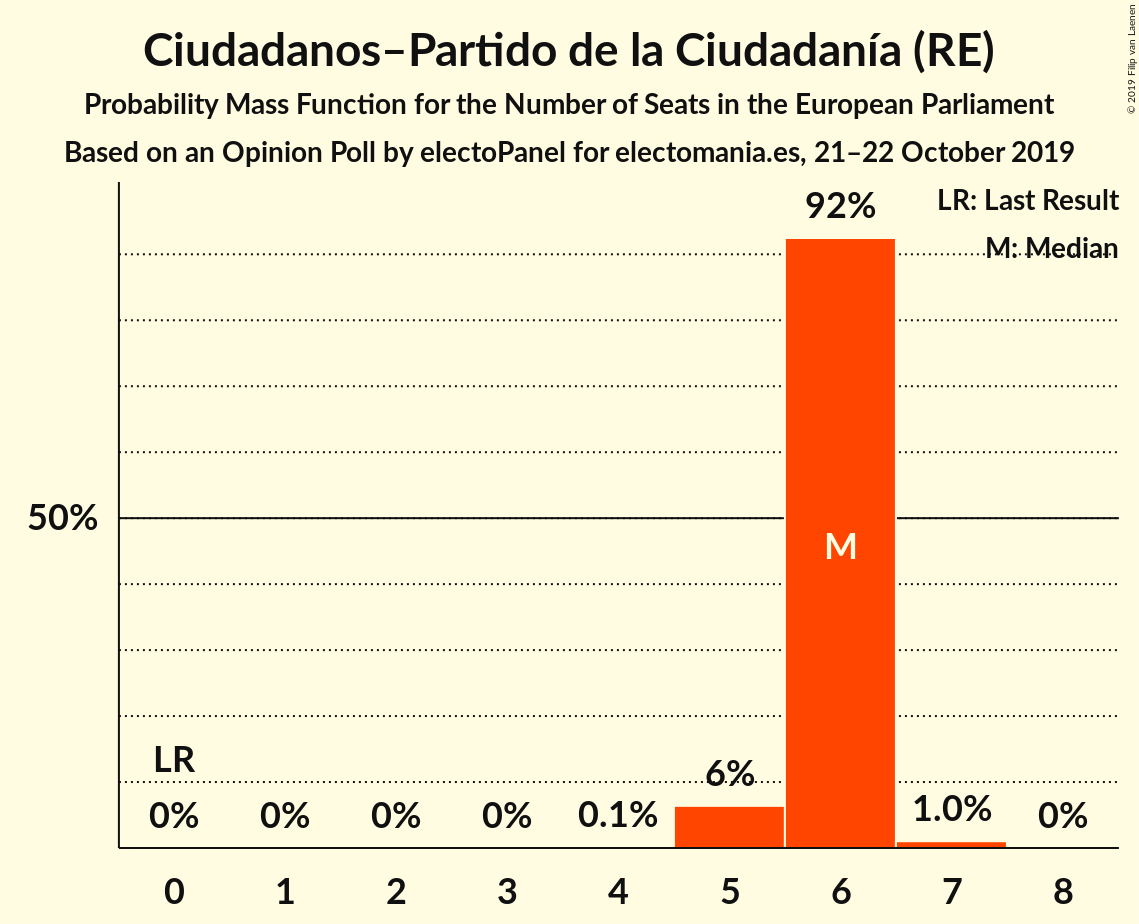 Ciudadanos–Partido de la Ciudadanía (RE)
Probability Mass Function for the Number of Seats in the European Parliament
Based on an Opinion Poll by electoPanel for electomania.es, 21–22 October 2019
© 2019 Filip van Laenen
LR: Last Result
M: Median
92%
50%
M
LR
0% 0% 0% 0% 0.1% 6% 1.0% 0%
0 1 2 3 4 5 6 7 8